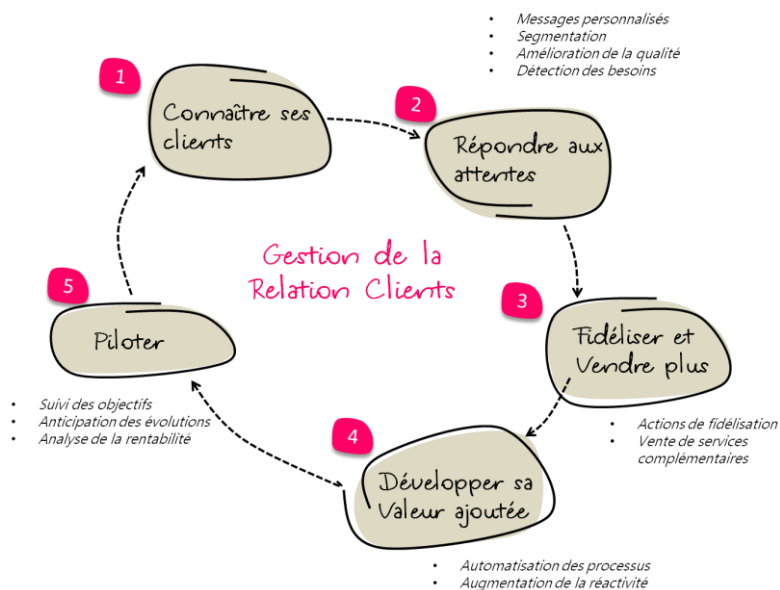 1
Connaître ses
clients
2
Répondre aux
attentes
• Messages personnalisés
• Segmentation
• Amélioration de la qualité
• Détection des besoins
Gestion de la
Relation Clients
3
Fidéliser et
Vendre plus
• Actions de fidélisation
• Vente de services
complémentaires
4
Développer sa
Valeur ajoutée
• Automatisation des processus
• Augmentation de la réactivité
5
Piloter
• Suivi des objectifs
• Anticipation des évolutions
• Analyse de la rentabilité